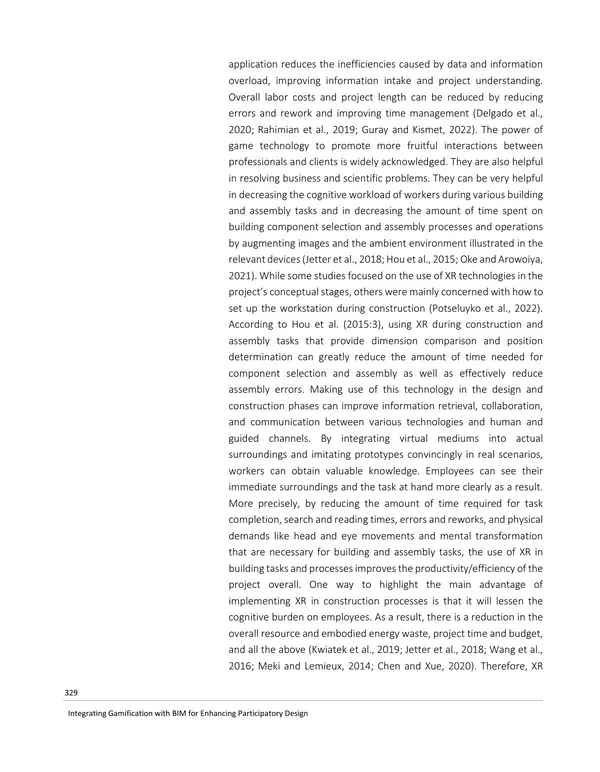 application reduces the inefficiencies caused by data and information
overload, improving information intake and project understanding.
Overall labor costs and project length can be reduced by reducing
errors and rework and improving time management (Delgado et al.,
2020; Rahimian et al., 2019; Guray and Kismet, 2022). The power of
game technology to promote more fruitful interactions between
professionals and clients is widely acknowledged. They are also helpful
in resolving business and scientific problems. They can be very helpful
in decreasing the cognitive workload of workers during various building
and assembly tasks and in decreasing the amount of time spent on
building component selection and assembly processes and operations
by augmenting images and the ambient environment illustrated in the
relevant devices (Jetter et al., 2018; Hou et al., 2015; Oke and Arowoiya,
2021). While some studies focused on the use of XR technologies in the
project's conceptual stages, others were mainly concerned with how to
set up the workstation during construction (Potseluyko et al., 2022).
According to Hou et al. (2015:3), using XR during construction and
assembly tasks that provide dimension comparison and position
determination can greatly reduce the amount of time needed for
component selection and assembly as well as effectively reduce
assembly errors. Making use of this technology in the design and
construction phases can improve information retrieval, collaboration,
and communication between various technologies and human and
guided channels. By integrating virtual mediums into actual
surroundings and imitating prototypes convincingly in real scenarios,
workers can obtain valuable knowledge. Employees can see their
immediate surroundings and the task at hand more clearly as a result.
More precisely, by reducing the amount of time required for task
completion, search and reading times, errors and reworks, and physical
demands like head and eye movements and mental transformation
that are necessary for building and assembly tasks, the use of XR in
building tasks and processes improves the productivity/efficiency of the
project overall. One way to highlight the main advantage of
implementing XR in construction processes is that it will lessen the
cognitive burden on employees. As a result, there is a reduction in the
overall resource and embodied energy waste, project time and budget,
and all the above (Kwiatek et al., 2019; Jetter et al., 2018; Wang et al.,
2016; Meki and Lemieux, 2014; Chen and Xue, 2020). Therefore, XR
329
Integrating Gamification with BIM for Enhancing Participatory Design